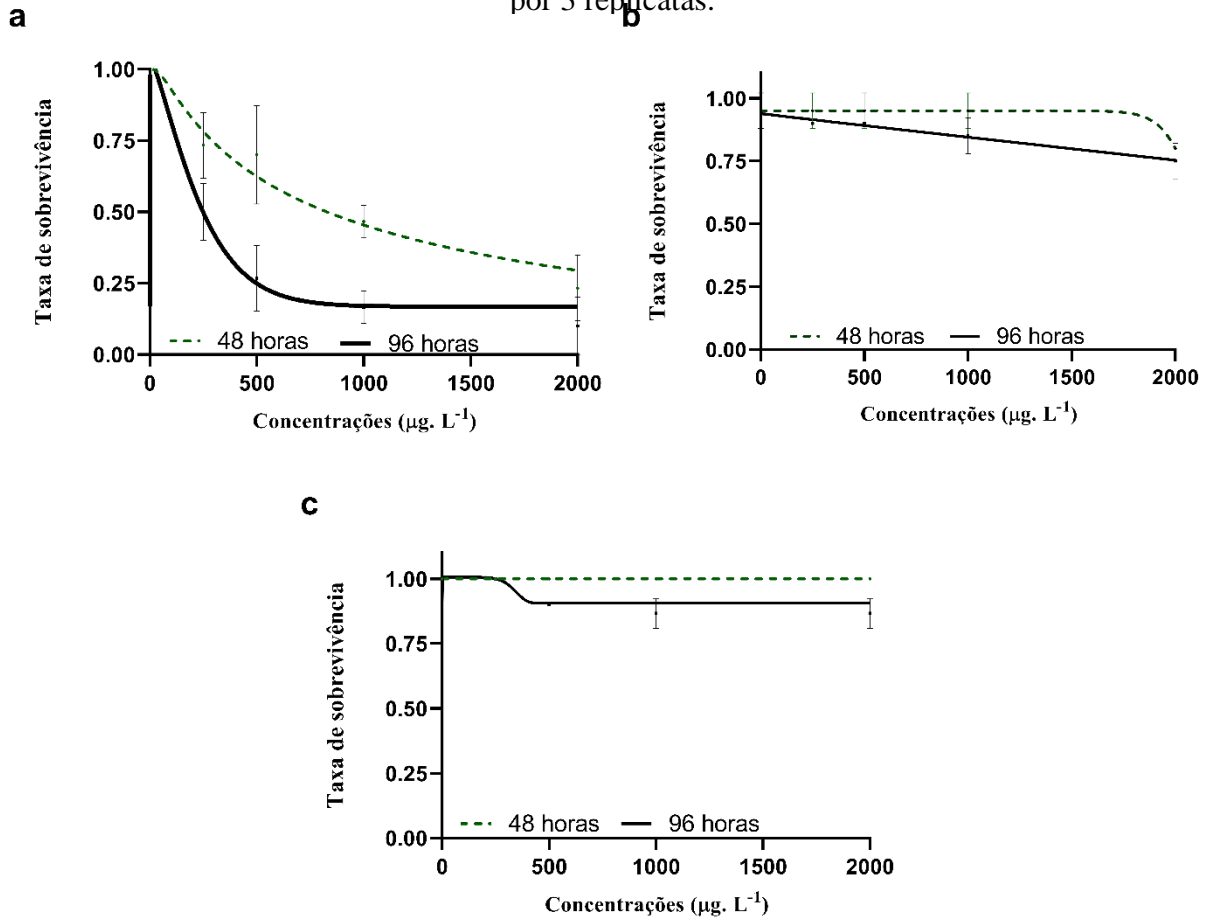 por 3 replicatas.
a
1.00
0.75
0.50
0.25
0.00
Taxa de sobrevivência
48 horas 96 horas
0 500 1000 1500 2000
Concentrações (µg. L-1)
b
1.00
0.75
0.50
0.25
0.00
Taxa de sobrevivência
48 horas 96 horas
0 500 1000 1500 2000
Concentrações (µg. L-1)
c
1.00
0.75
0.50
0.25
0.00
Taxa de sobrevivência
48 horas 96 horas
0 500 1000 1500 2000
Concentrações (µg. L-1)